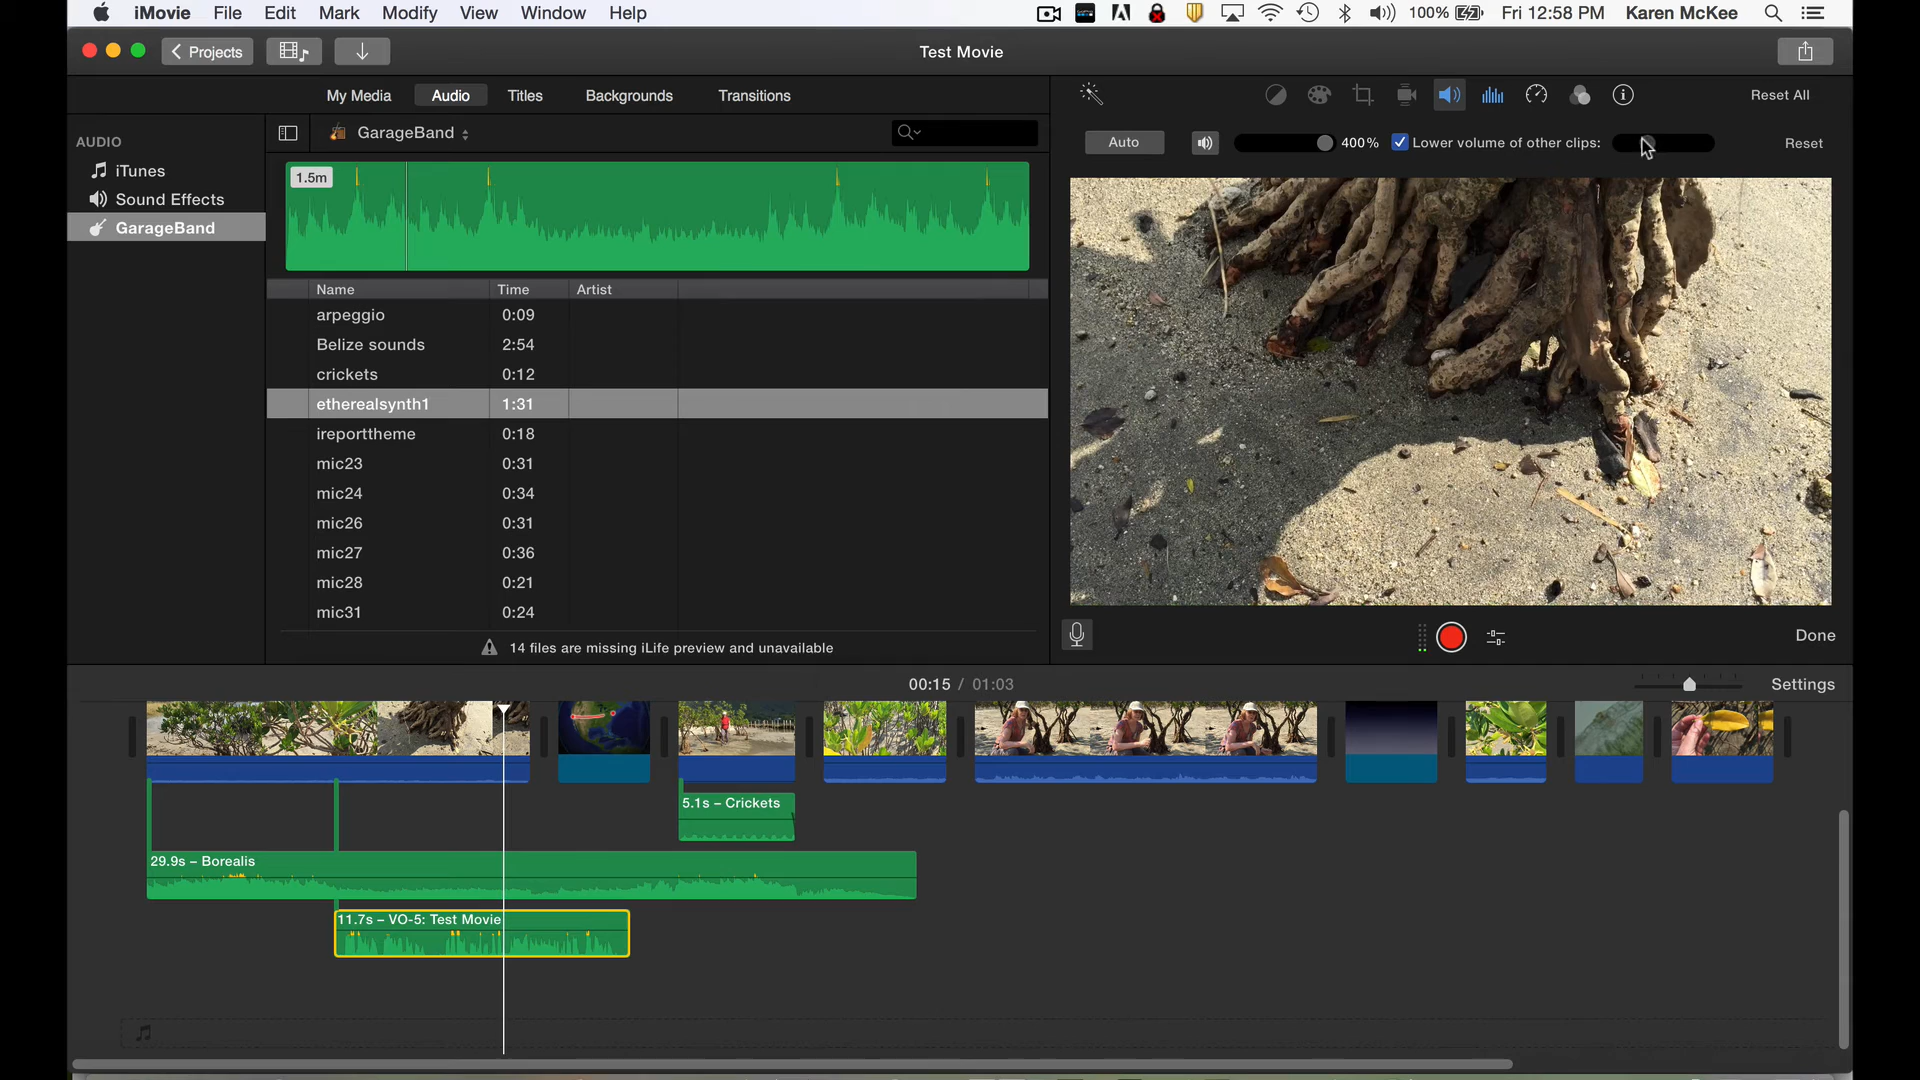 iMovie File Edit Mark Modify View Window Help 100% Fri 12:58 PM Karen McKee
Projects Test Movie
My Media Audio Titles Backgrounds Transitions Reset All
AUDIO GarageBand Auto 400% Lower volume of other clips: Reset
iTunes
Sound Effects
GarageBand
1.5m
Name Time Artist
arpeggio 0:09
Belize sounds 2:54
crickets 0:12
etherealsynth1 1:31
ireporttheme 0:18
mic23 0:31
mic24 0:34
mic26 0:31
mic27 0:36
mic28 0:21
mic31 0:24
14 files are missing iLife preview and unavailable
Done
00:15 / 01:03 Settings
5.1s – Crickets
29.9s – Borealis
11.7s – VO-5: Test Movie